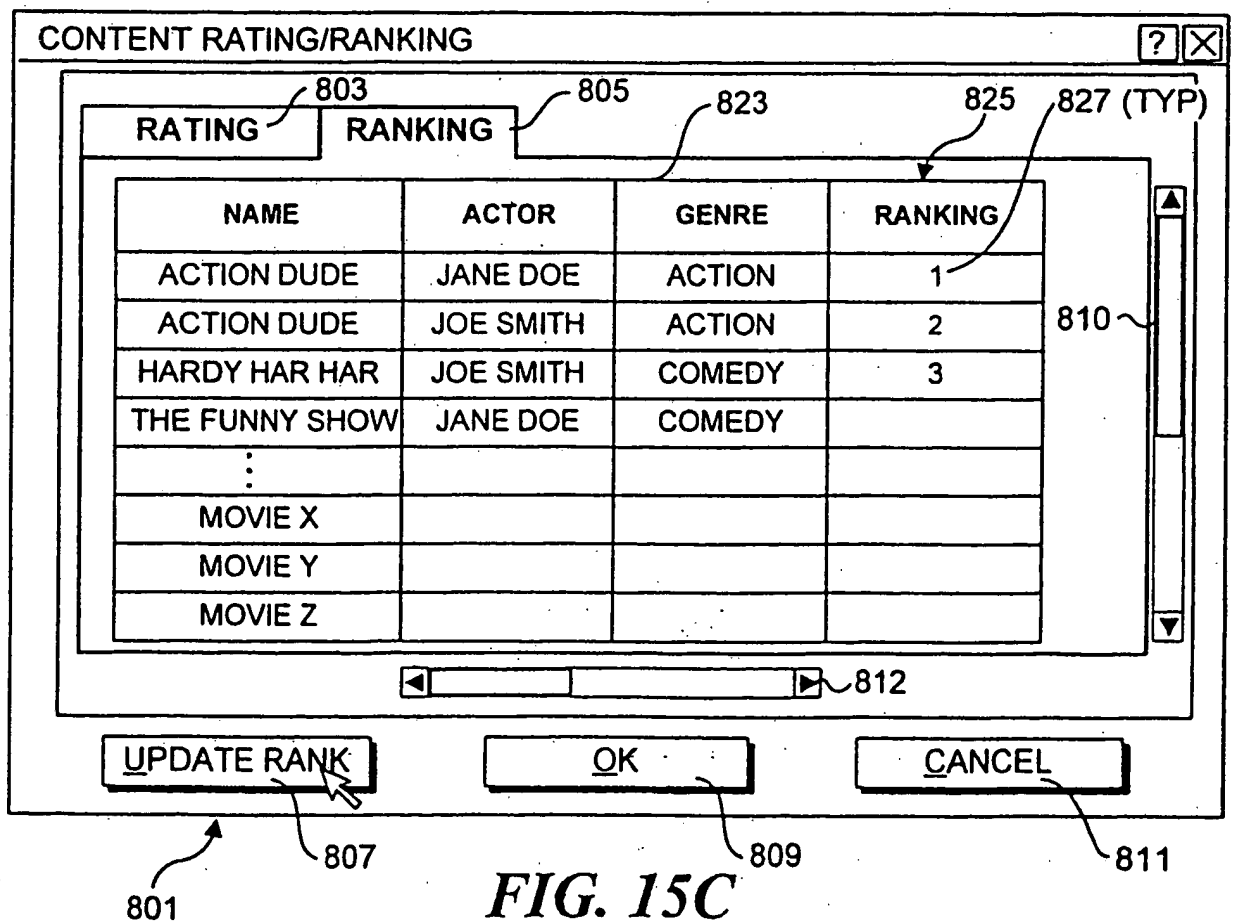 CONTENT RATING/RANKING ? X
803 805 823 825 827 (TYP)
RATING RANKING
NAME ACTOR GENRE RANKING
ACTION DUDE JANE DOE ACTION 1
ACTION DUDE JOE SMITH ACTION 2
810
HARDY HAR HAR JOE SMITH COMEDY 3
THE FUNNY SHOW JANE DOE COMEDY
⋮
MOVIE X
MOVIE Y
MOVIE Z
812
UPDATE RANK OK CANCEL
807 809 811
801
FIG. 15C